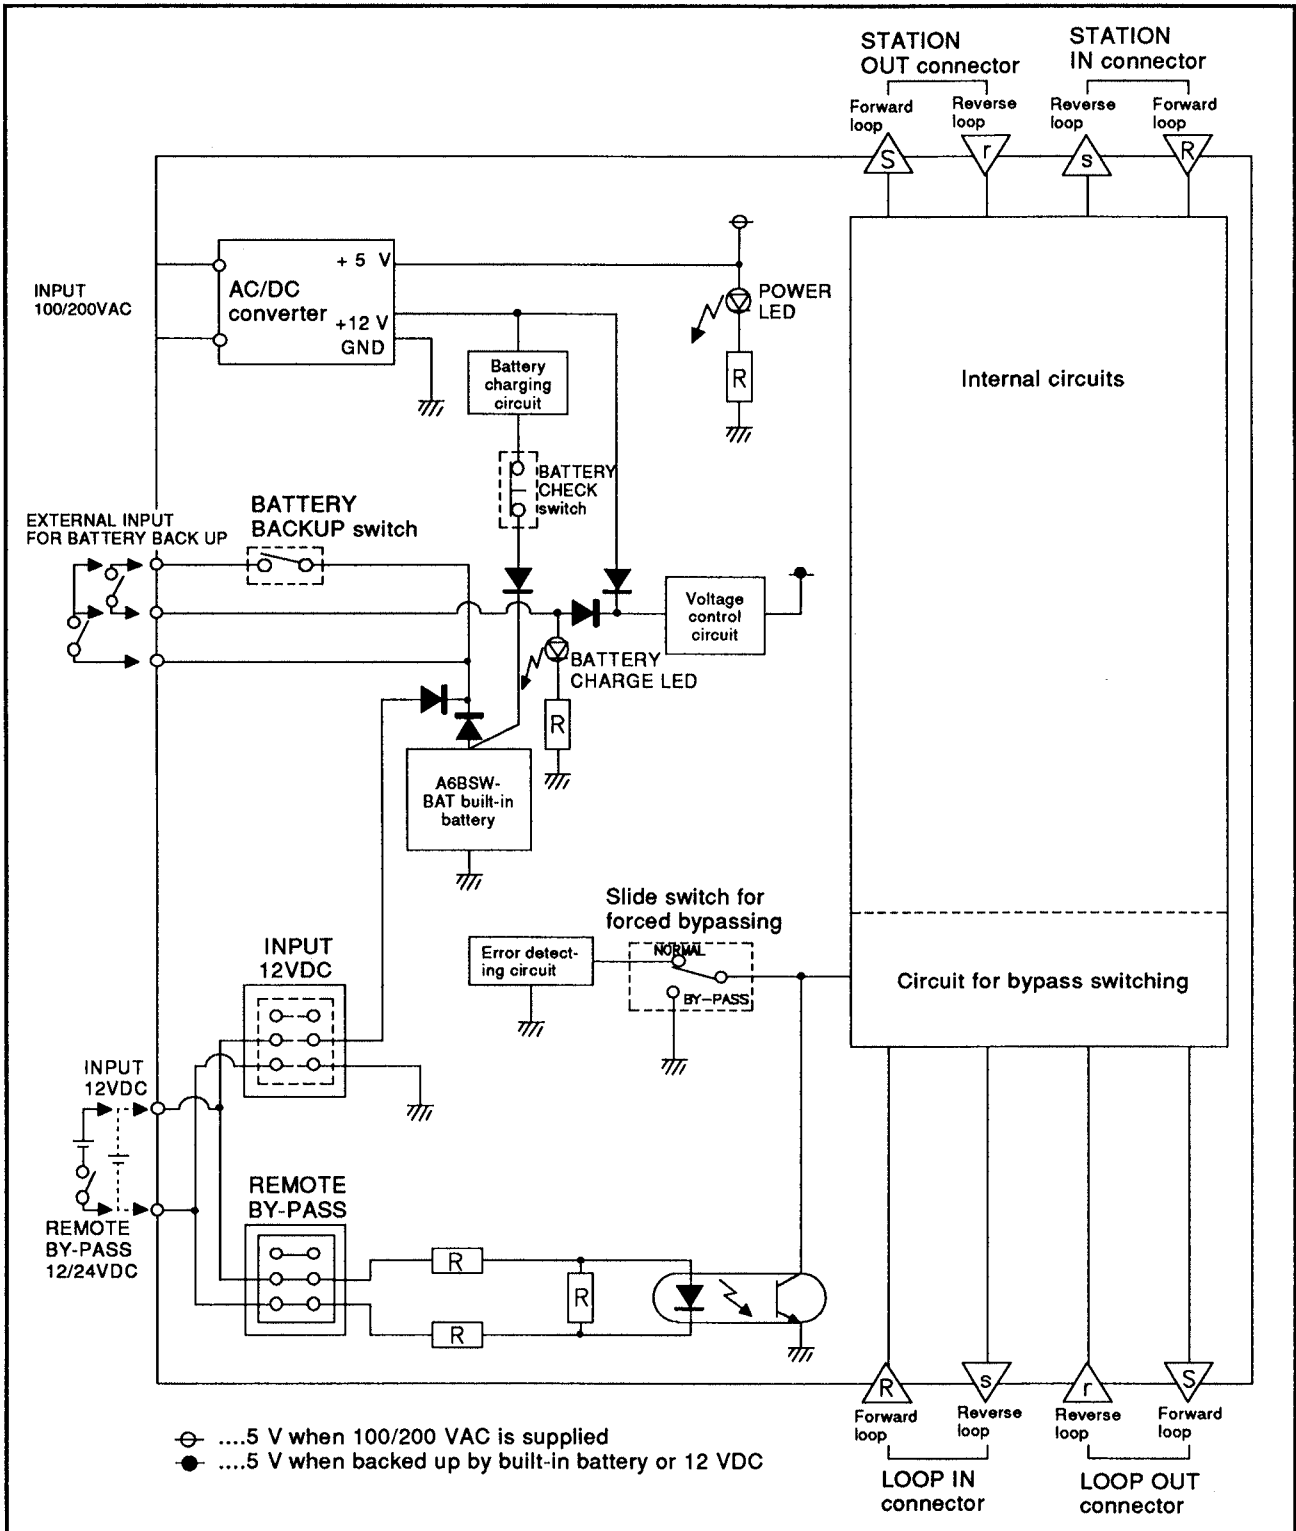 STATION
OUT connector
STATION
IN connector
Forward
loop
Reverse
loop
Reverse
loop
Forward
loop
S
r
s
R
INPUT
100/200VAC
AC/DC
converter
+ 5 V
+12 V
GND
POWER
LED
R
Battery
charging
circuit
Internal circuits
BATTERY
CHECK
switch
EXTERNAL INPUT
FOR BATTERY BACK UP
BATTERY
BACKUP switch
Voltage
control
circuit
BATTERY
CHARGE LED
R
A6BSW-
BAT built-in
battery
Slide switch for
forced bypassing
Error detect-
ing circuit
NORMAL
BY-PASS
Circuit for bypass switching
INPUT
12VDC
INPUT
12VDC
REMOTE
BY-PASS
12/24VDC
REMOTE
BY-PASS
R
R
R
R
s
r
S
Forward
loop
Reverse
loop
Reverse
loop
Forward
loop
LOOP IN
connector
LOOP OUT
connector
....5 V when 100/200 VAC is supplied
....5 V when backed up by built-in battery or 12 VDC